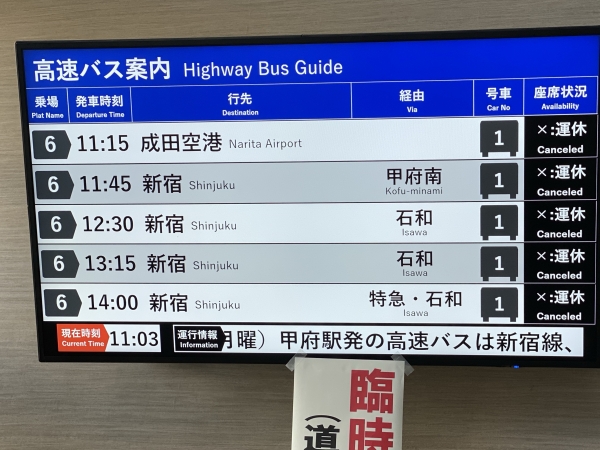 高速バス案内 Highway Bus Guide
乗場 発車時刻 行先 経由 号車 座席状況
Plat Name Departure Time Destination Via Car No Availability
6 11:15 成田空港 Narita Airport 1 ×:運休 Canceled
6 11:45 新宿 Shinjuku 甲府南 Kofu-minami 1 ×:運休 Canceled
6 12:30 新宿 Shinjuku 石和 Isawa 1 ×:運休 Canceled
6 13:15 新宿 Shinjuku 石和 Isawa 1 ×:運休 Canceled
6 14:00 新宿 Shinjuku 特急・石和 Isawa 1 ×:運休 Canceled
現在時刻 Current Time 11:03 運行情報 Information 月曜）甲府駅発の高速バスは新宿線、
臨時
（道